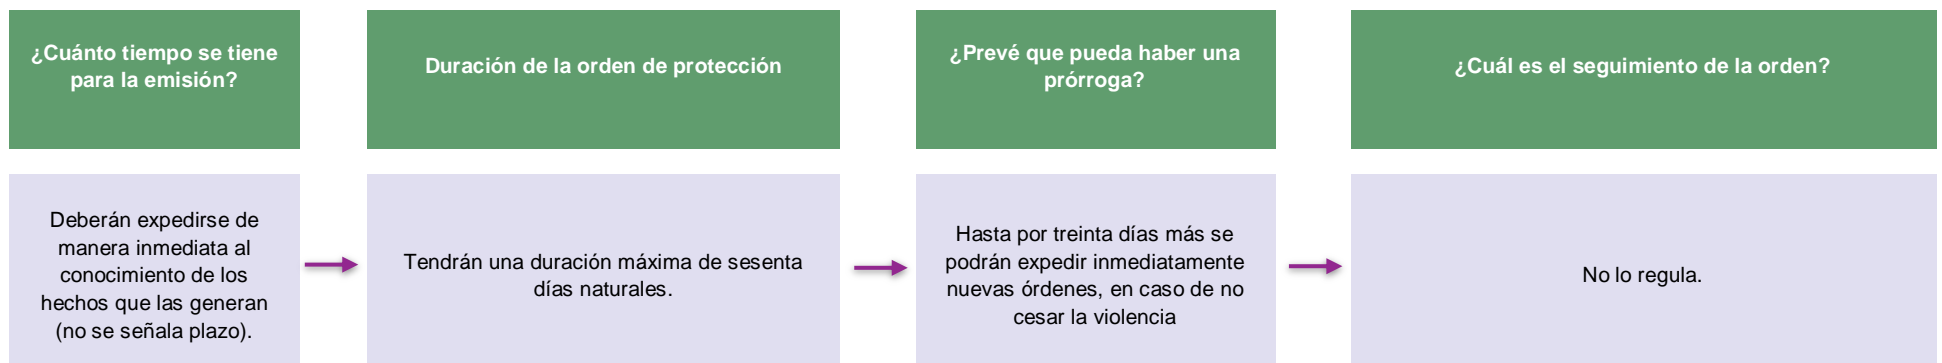 ¿Cuánto tiempo se tiene
para la emisión?
Duración de la orden de protección
¿Prevé que pueda haber una
prórroga?
¿Cuál es el seguimiento de la orden?
Deberán expedirse de
manera inmediata al
conocimiento de los
hechos que las generan
(no se señala plazo).
Tendrán una duración máxima de sesenta
días naturales.
Hasta por treinta días más se
podrán expedir inmediatamente
nuevas órdenes, en caso de no
cesar la violencia
No lo regula.